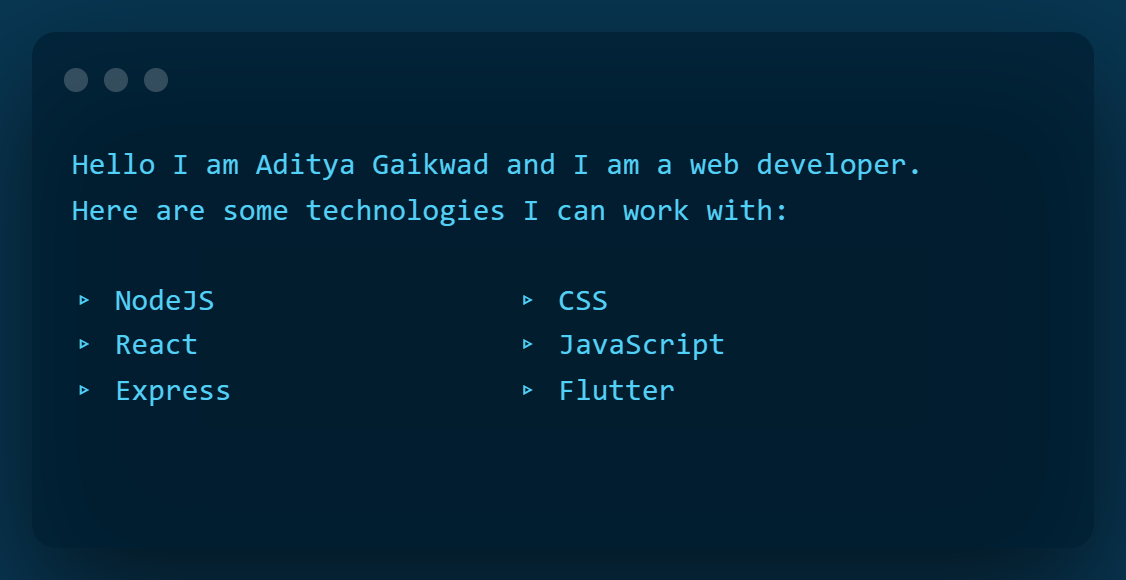 Hello I am Aditya Gaikwad and I am a web developer.
Here are some technologies I can work with:
▹ NodeJS
▹ React
▹ Express
▹ CSS
▹ JavaScript
▹ Flutter